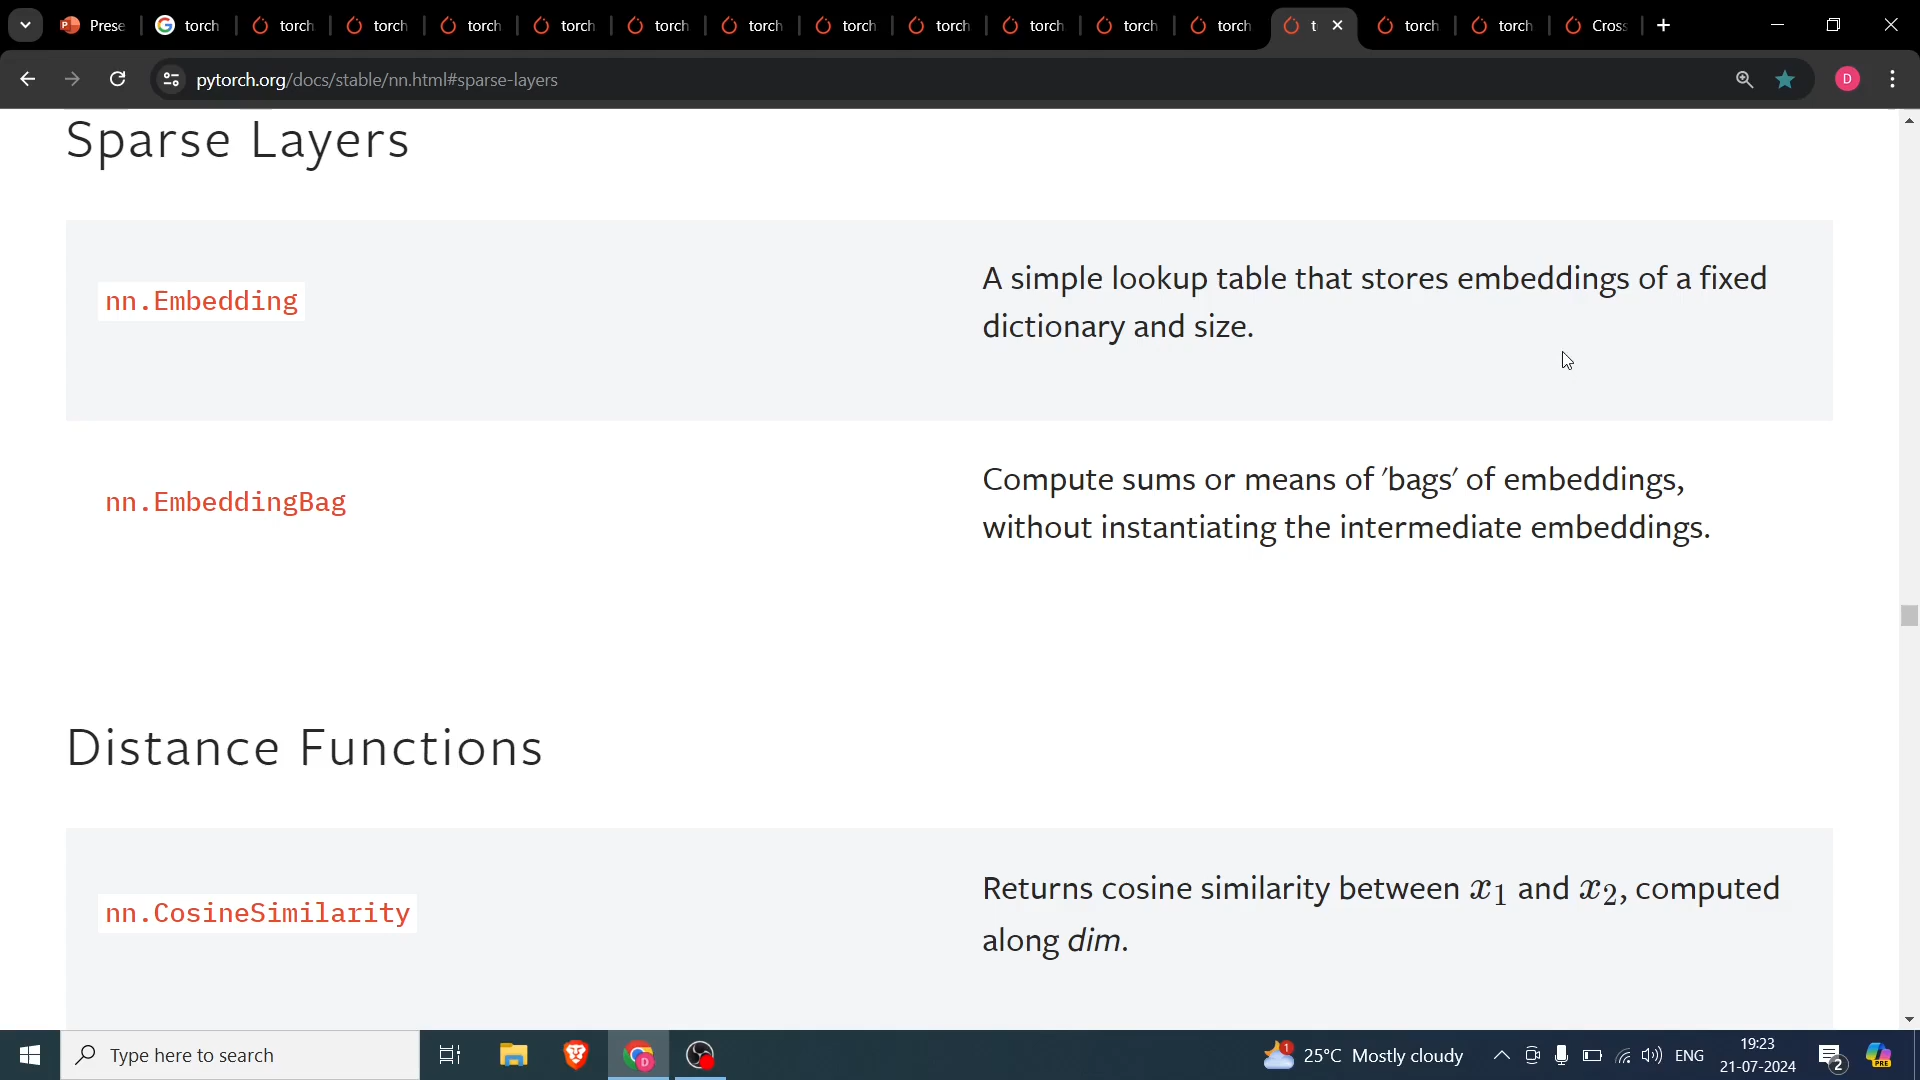 Prese torch torch torch torch torch torch torch torch torch torch torch torch t torch torch Cross
pytorch.org/docs/stable/nn.html#sparse-layers
D
Sparse Layers
nn.Embedding
A simple lookup table that stores embeddings of a fixed
dictionary and size.
nn.EmbeddingBag
Compute sums or means of 'bags' of embeddings,
without instantiating the intermediate embeddings.
Distance Functions
nn.CosineSimilarity
Returns cosine similarity between x₁ and x₂, computed
along dim.
Type here to search
1
25°C Mostly cloudy
ENG
19:23
21-07-2024
2
PRE